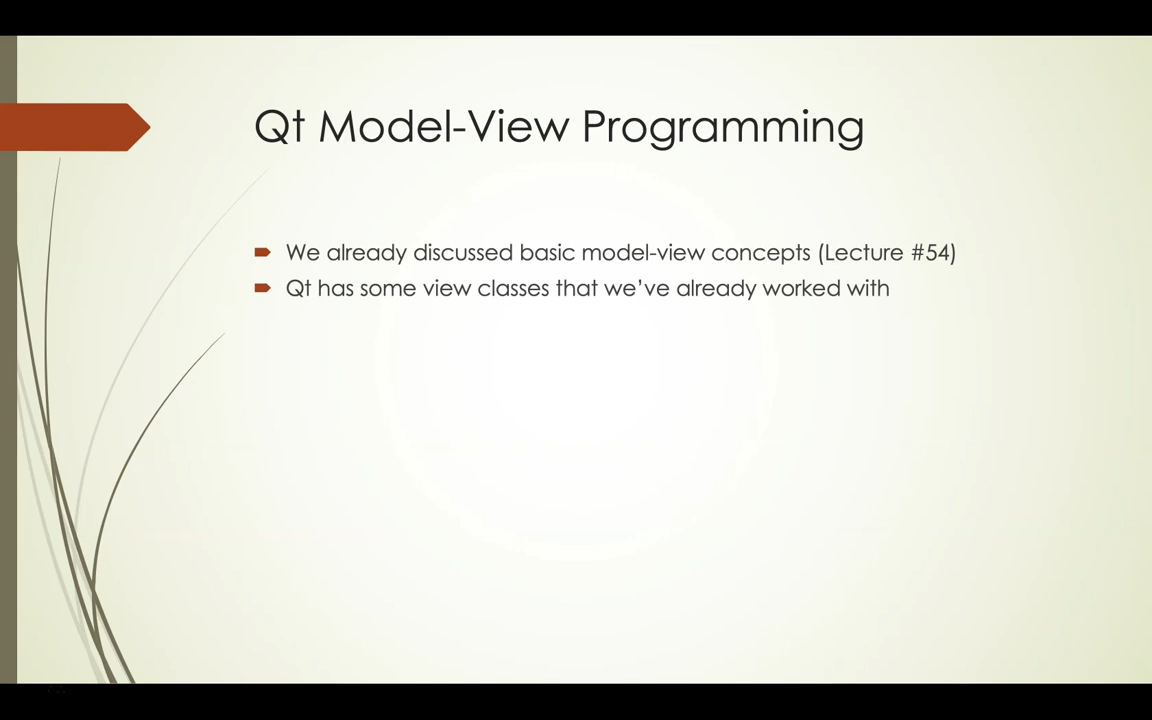 Qt Model-View Programming
We already discussed basic model-view concepts (Lecture #54)
Qt has some view classes that we’ve already worked with